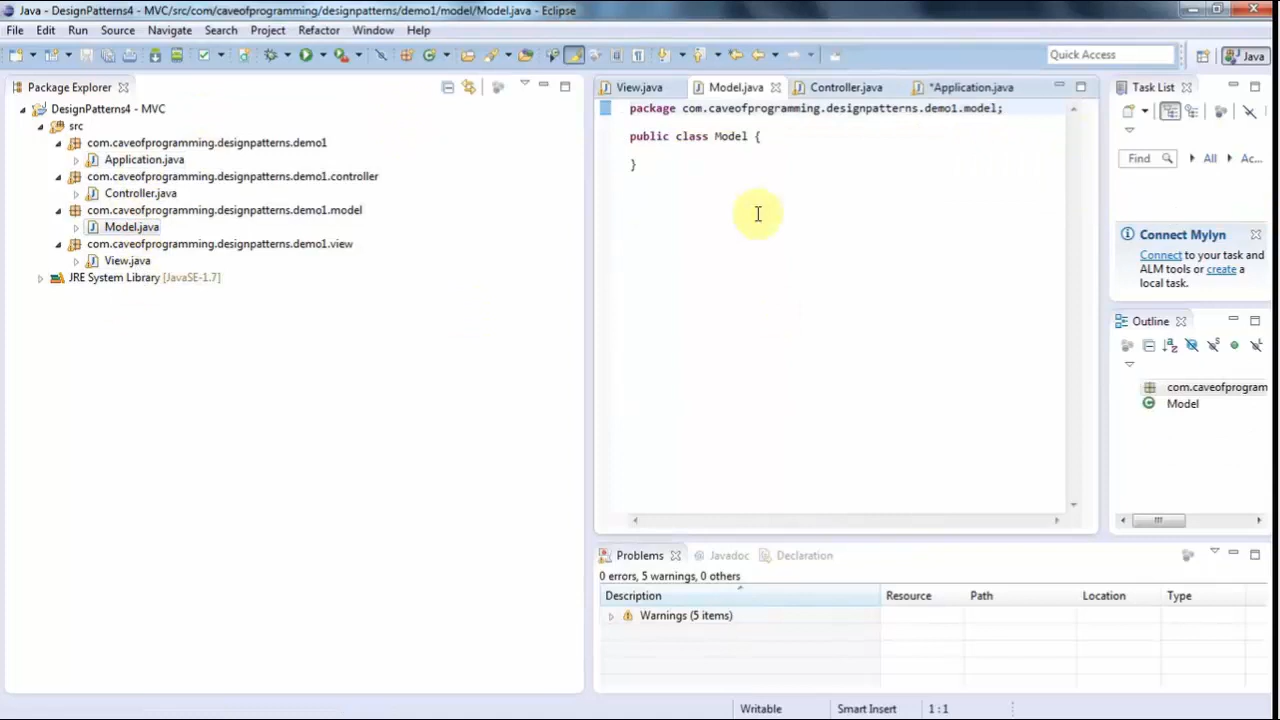 Java - DesignPatterns4 - MVC/src/com/caveofprogramming/designpatterns/demo1/model/Model.java - Eclipse
File Edit Run Source Navigate Search Project Refactor Window Help
Quick Access
Java
Package Explorer
DesignPatterns4 - MVC
src
com.caveofprogramming.designpatterns.demo1
Application.java
com.caveofprogramming.designpatterns.demo1.controller
Controller.java
com.caveofprogramming.designpatterns.demo1.model
Model.java
com.caveofprogramming.designpatterns.demo1.view
View.java
JRE System Library [JavaSE-1.7]
View.java Model.java Controller.java *Application.java
package com.caveofprogramming.designpatterns.demo1.model;
public class Model {
}
Task List
Find All Ac...
Connect Mylyn
Connect to your task and
ALM tools or create a
local task.
Outline
com.caveofprogram
Model
Problems @ Javadoc Declaration
0 errors, 5 warnings, 0 others
Description Resource Path Location Type
Warnings (5 items)
Writable Smart Insert 1 : 1